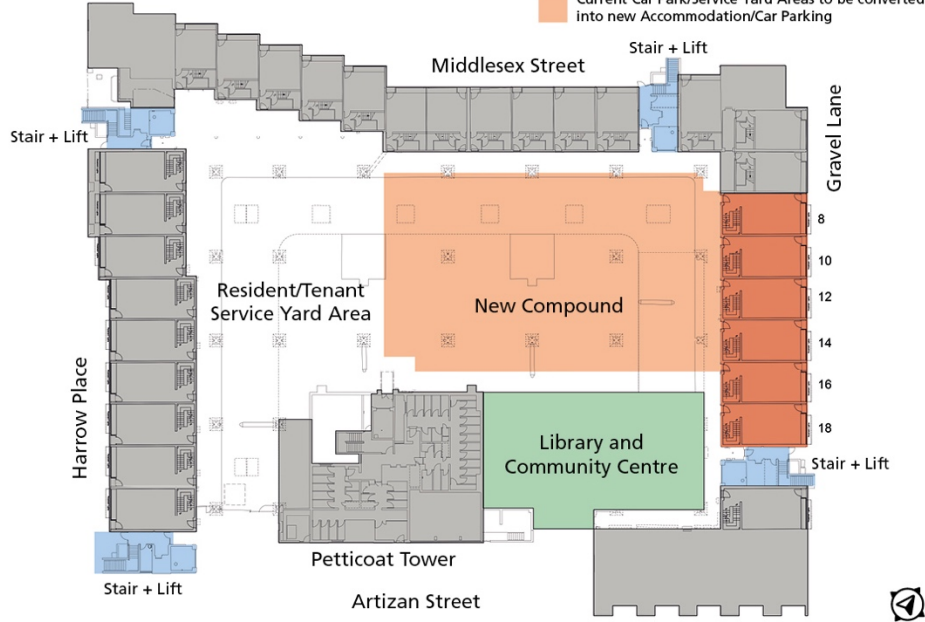 Current Car Park/Service Yard Areas to be converted
into new Accommodation/Car Parking
Stair + Lift
Middlesex Street
Gravel Lane
Stair + Lift
8
10
Resident/Tenant
Service Yard Area
New Compound
12
14
Harrow Place
16
18
Library and
Community Centre
Stair + Lift
Petticoat Tower
Stair + Lift
Artizan Street